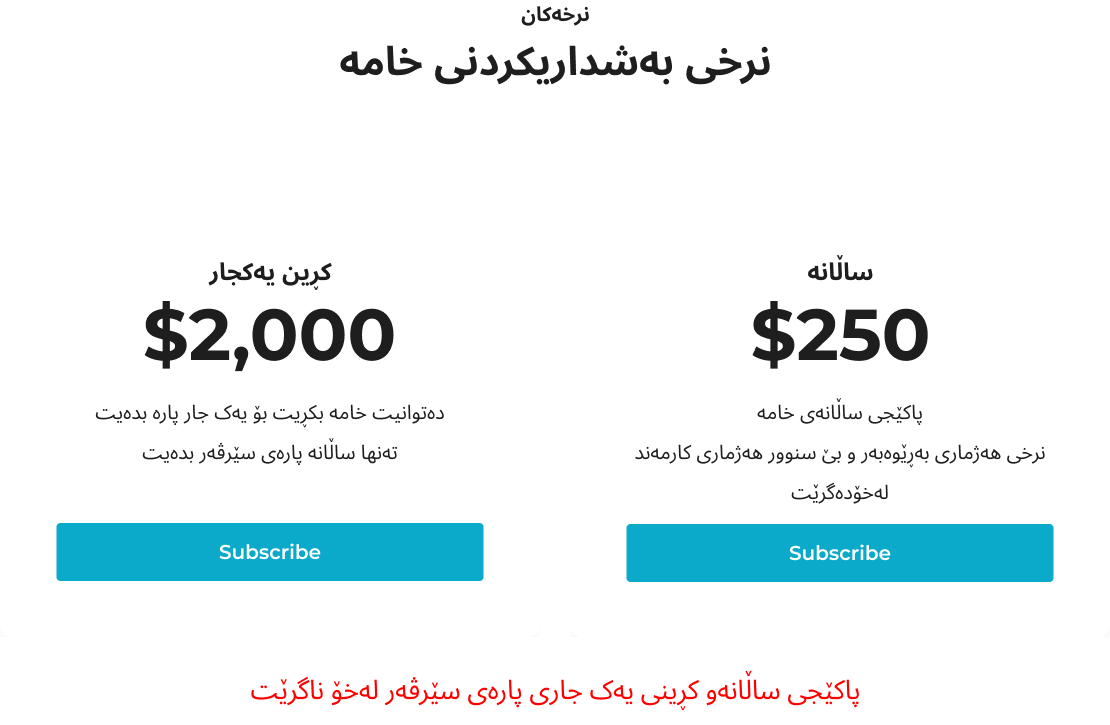 نرخەکان
نرخی بەشداریکردنی خامە
ساڵانە
$250
پاکێجی ساڵانەی خامە
نرخی هەژماری بەڕێوەبەر و بێ سنوور هەژماری کارمەند
لەخۆدەگرێت
Subscribe
کڕین یەکجار
$2,000
دەتوانیت خامە بکڕیت بۆ یەک جار پارە بدەیت
تەنها ساڵانە پارەی سێرڤەر بدەیت
Subscribe
پاکێجی ساڵانەو کڕینی یەک جاری پارەی سێرڤەر لەخۆ ناگرێت